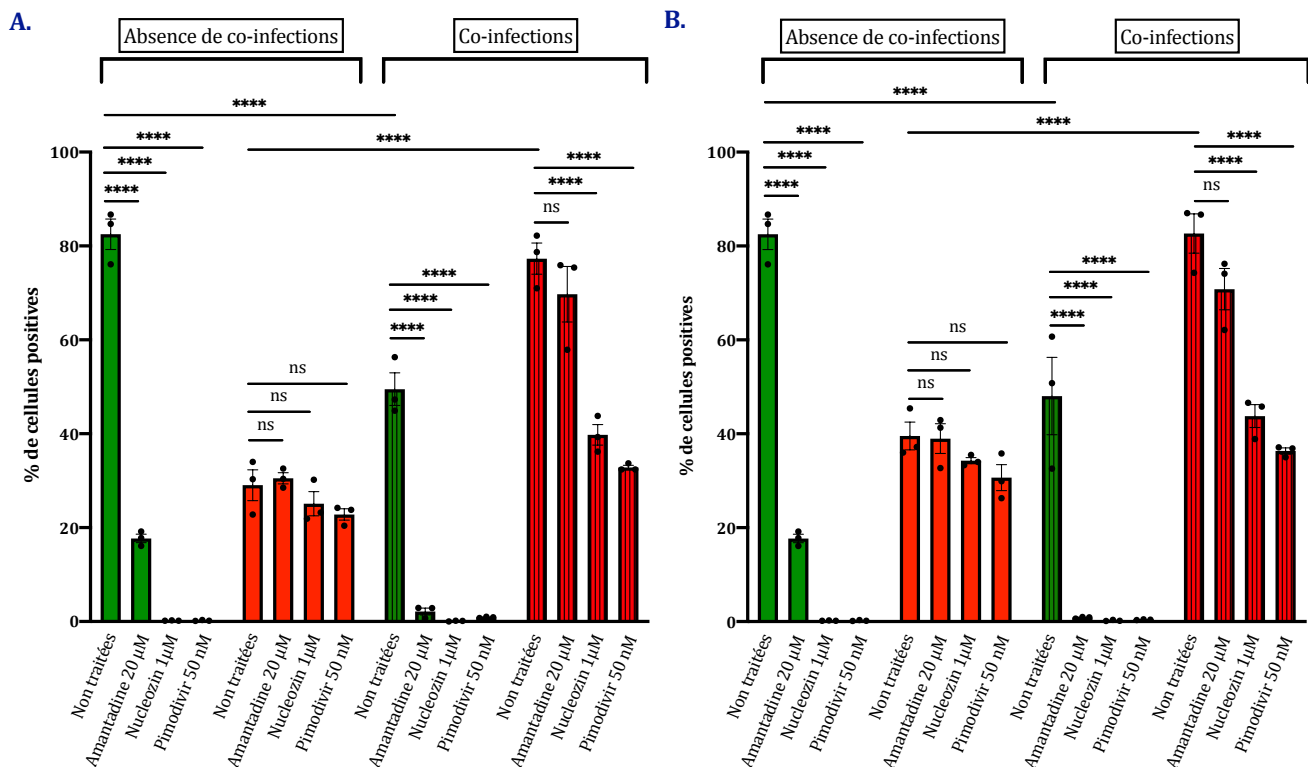 A.
Absence de co-infections
Co-infections
****
****
****
****
****
****
****
ns
****
****
****
ns
ns
ns
% de cellules positives
100
80
60
40
20
0
Non traitées
Amantadine 20 µM
Nucleozin 1µM
Pimodivir 50 nM
Non traitées
Amantadine 20 µM
Nucleozin 1µM
Pimodivir 50 nM
Non traitées
Amantadine 20 µM
Nucleozin 1µM
Pimodivir 50 nM
Non traitées
Amantadine 20 µM
Nucleozin 1µM
Pimodivir 50 nM
B.
Absence de co-infections
Co-infections
****
****
****
****
****
****
****
ns
****
****
****
ns
ns
ns
% de cellules positives
100
80
60
40
20
0
Non traitées
Amantadine 20 µM
Nucleozin 1µM
Pimodivir 50 nM
Non traitées
Amantadine 20 µM
Nucleozin 1µM
Pimodivir 50 nM
Non traitées
Amantadine 20 µM
Nucleozin 1µM
Pimodivir 50 nM
Non traitées
Amantadine 20 µM
Nucleozin 1µM
Pimodivir 50 nM